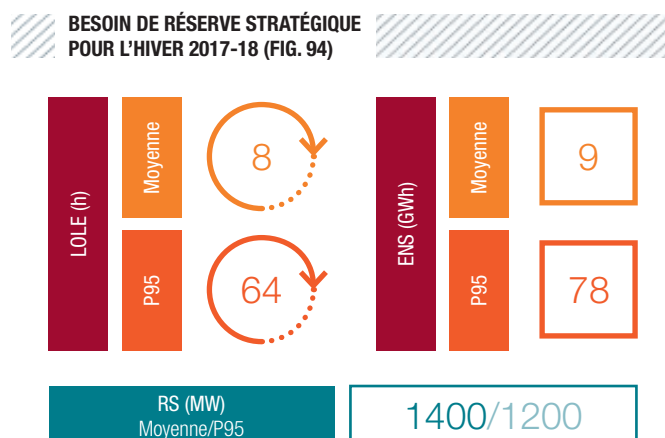 BESOIN DE RÉSERVE STRATÉGIQUE
POUR L'HIVER 2017-18 (FIG. 94)
LOLE (h)
Moyenne
8
P95
64
ENS (GWh)
Moyenne
9
P95
78
RS (MW)
Moyenne/P95
1400/1200